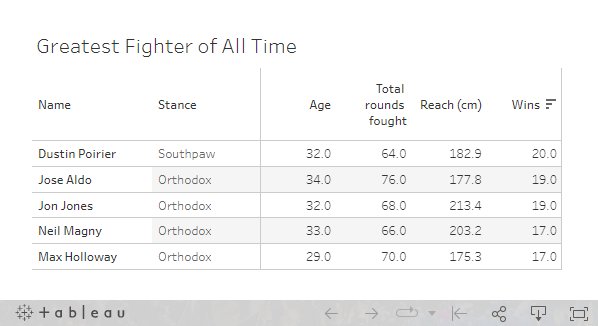 Greatest Fighter of All Time
Name Stance Age Total rounds fought Reach (cm) Wins
Dustin Poirier Southpaw 32.0 64.0 182.9 20.0
Jose Aldo Orthodox 34.0 76.0 177.8 19.0
Jon Jones Orthodox 32.0 68.0 213.4 19.0
Neil Magny Orthodox 33.0 66.0 203.2 17.0
Max Holloway Orthodox 29.0 70.0 175.3 17.0
+ableau